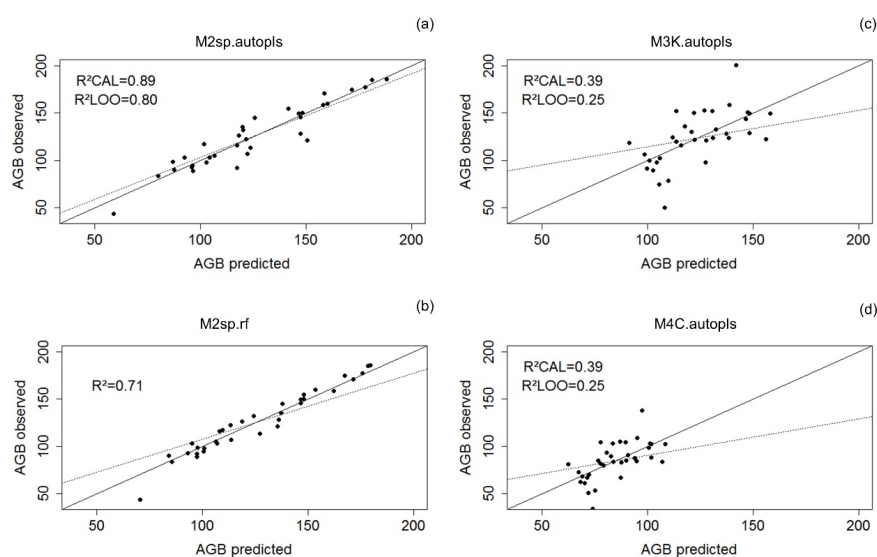 (a)
M2sp.autopls
R²CAL=0.89
R²LOO=0.80
AGB observed
200
150
100
50
50 100 150 200
AGB predicted
(c)
M3K.autopls
R²CAL=0.39
R²LOO=0.25
AGB observed
200
150
100
50
50 100 150 200
AGB predicted
(b)
M2sp.rf
R²=0.71
AGB observed
200
150
100
50
50 100 150 200
AGB predicted
(d)
M4C.autopls
R²CAL=0.39
R²LOO=0.25
AGB observed
200
150
100
50
50 100 150 200
AGB predicted